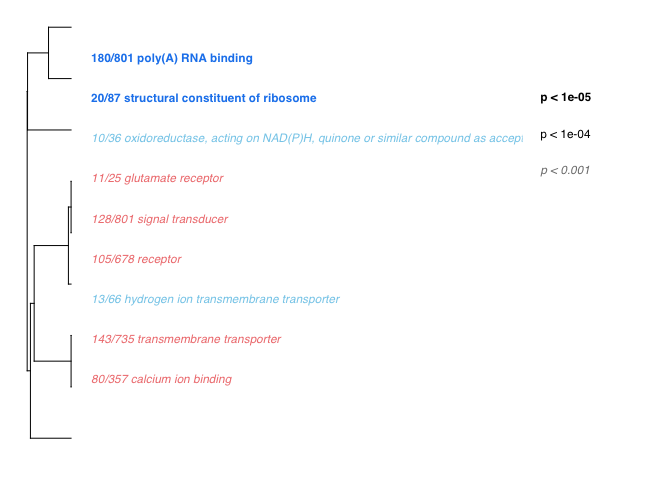 180/801 poly(A) RNA binding
20/87 structural constituent of ribosome
p < 1e-05
10/36 oxidoreductase, acting on NAD(P)H, quinone or similar compound as accept
p < 1e-04
p < 0.001
11/25 glutamate receptor
128/801 signal transducer
105/678 receptor
13/66 hydrogen ion transmembrane transporter
143/735 transmembrane transporter
80/357 calcium ion binding